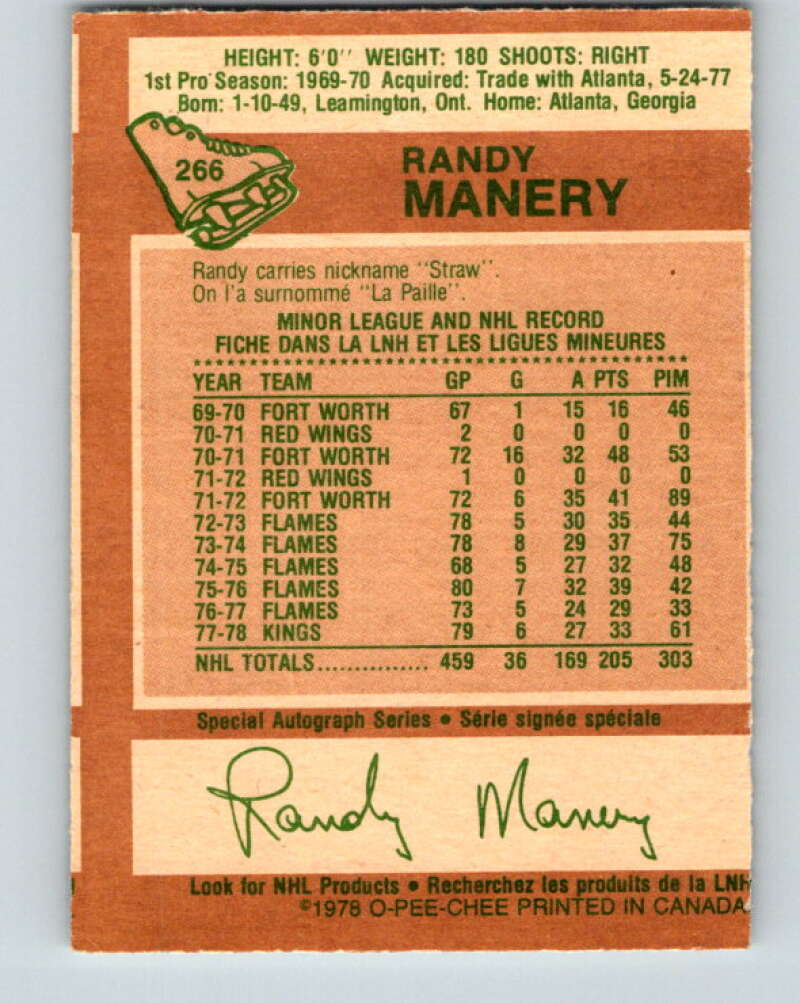 HEIGHT: 6'0'' WEIGHT: 180 SHOOTS: RIGHT
1st Pro Season: 1969-70 Acquired: Trade with Atlanta, 5-24-77
Born: 1-10-49, Leamington, Ont. Home: Atlanta, Georgia
266
RANDY
MANERY
Randy carries nickname "Straw".
On l'a surnommé "La Paille".
MINOR LEAGUE AND NHL RECORD
FICHE DANS LA LNH ET LES LIGUES MINEURES
YEAR TEAM GP G A PTS PIM
69-70 FORT WORTH 67 1 15 16 46
70-71 RED WINGS 2 0 0 0 0
70-71 FORT WORTH 72 16 32 48 53
71-72 RED WINGS 1 0 0 0 0
71-72 FORT WORTH 72 6 35 41 89
72-73 FLAMES 78 5 30 35 44
73-74 FLAMES 78 8 29 37 75
74-75 FLAMES 68 5 27 32 48
75-76 FLAMES 80 7 32 39 42
76-77 FLAMES 73 5 24 29 33
77-78 KINGS 79 6 27 33 61
NHL TOTALS............... 459 36 169 205 303
Special Autograph Series • Série signée spéciale
Randy Manery
Look for NHL Products • Recherchez les produits de la LNH
©1978 O-PEE-CHEE PRINTED IN CANADA